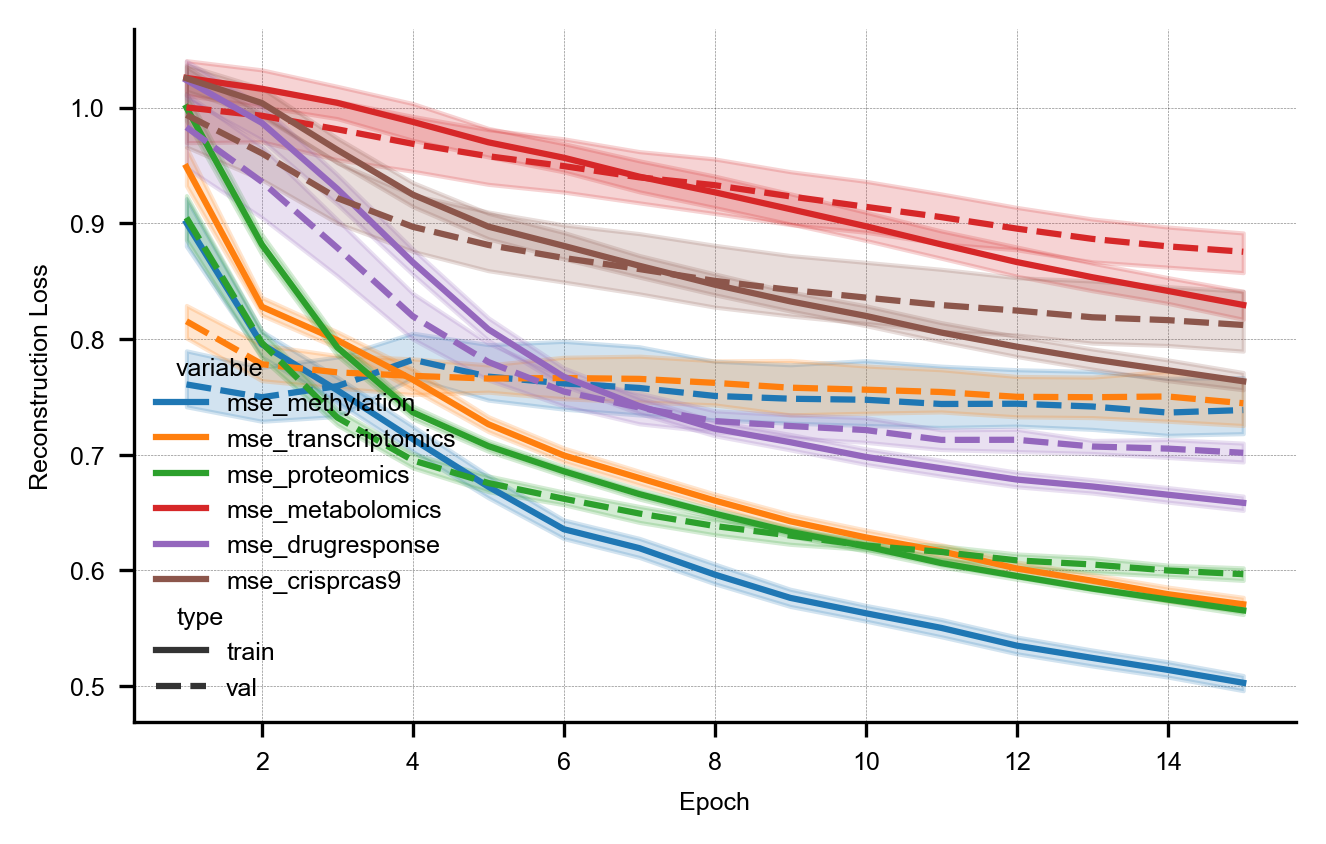 Reconstruction Loss
1.0
0.9
0.8
0.7
0.6
0.5
variable
mse_methylation
mse_transcriptomics
mse_proteomics
mse_metabolomics
mse_drugresponse
mse_crisprcas9
type
train
val
2 4 6 8 10 12 14
Epoch